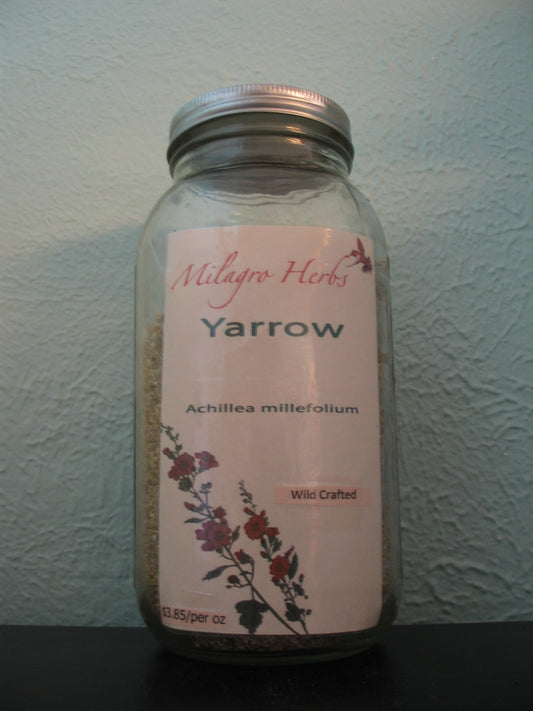 Milagro Herbs
Yarrow
Achillea millefolium
Wild Crafted
$3.85/per oz